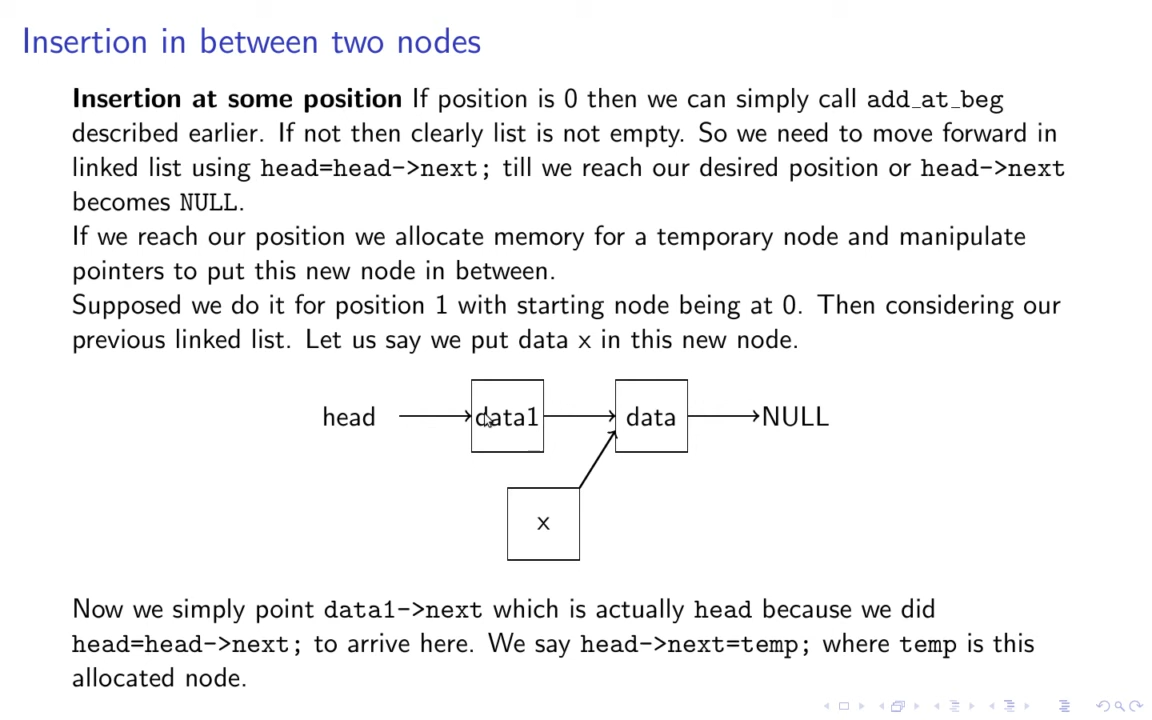 Insertion in between two nodes
Insertion at some position If position is 0 then we can simply call add_at_beg
described earlier. If not then clearly list is not empty. So we need to move forward in
linked list using head=head->next; till we reach our desired position or head->next
becomes NULL.
If we reach our position we allocate memory for a temporary node and manipulate
pointers to put this new node in between.
Supposed we do it for position 1 with starting node being at 0. Then considering our
previous linked list. Let us say we put data x in this new node.
head data1 data NULL
x
Now we simply point data1->next which is actually head because we did
head=head->next; to arrive here. We say head->next=temp; where temp is this
allocated node.